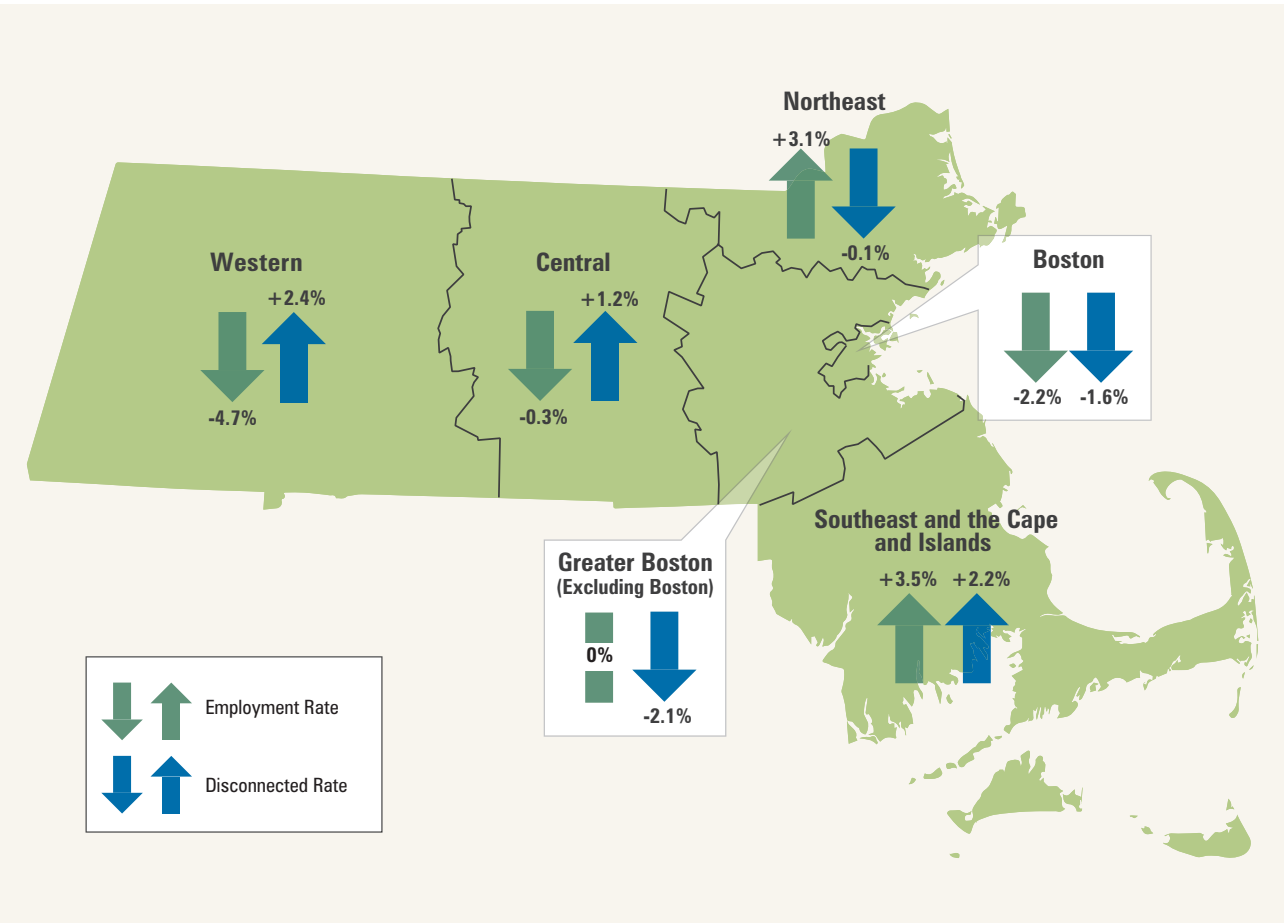 Northeast
+3.1%
-0.1%
Western
+2.4%
-4.7%
Central
+1.2%
-0.3%
Boston
-2.2% -1.6%
Southeast and the Cape
and Islands
+3.5% +2.2%
Greater Boston
(Excluding Boston)
0%
-2.1%
Employment Rate
Disconnected Rate